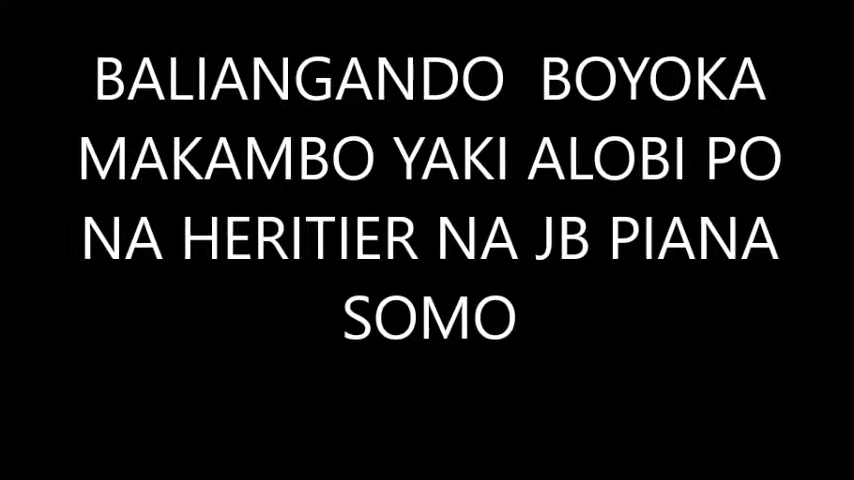 BALIANGANDO  BOYOKA
MAKAMBO YAKI ALOBI PO
NA HERITIER NA JB PIANA
SOMO